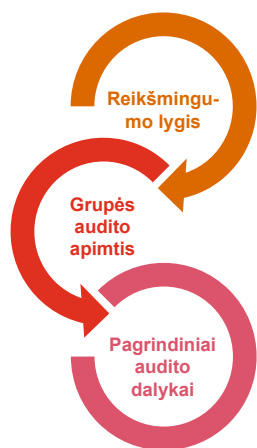 Reikšmingu-
mo lygis
Grupės
audito
apimtis
Pagrindiniai
audito
dalykai